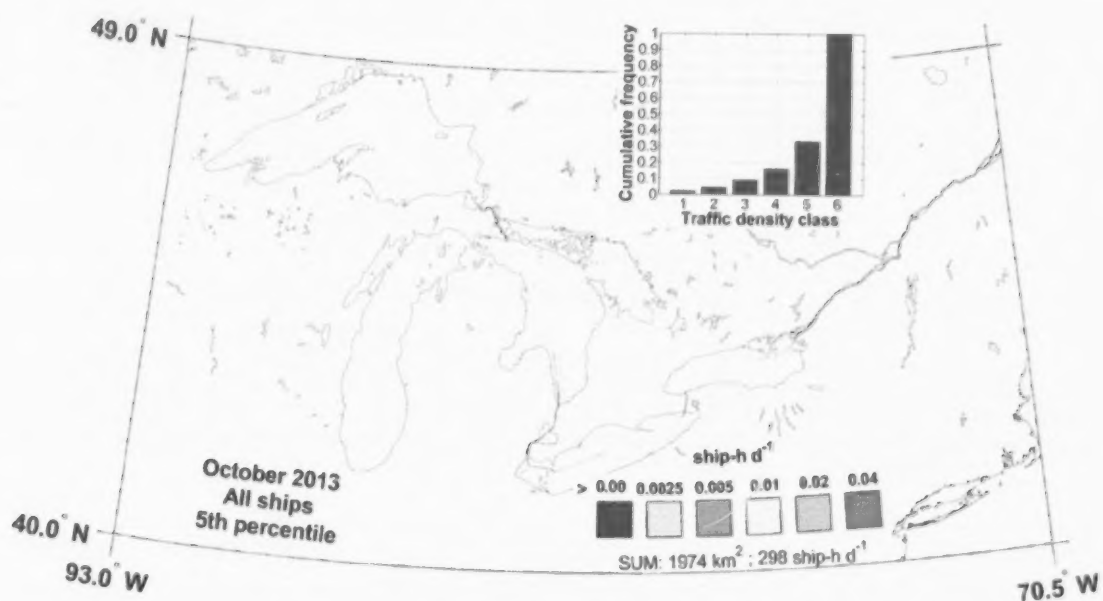 49.0° N
Cumulative frequency
1
0.9
0.8
0.7
0.6
0.5
0.4
0.3
0.2
0.1
0
1 2 3 4 5 6
Traffic density class
October 2013
All ships
5th percentile
ship-h d⁻¹
> 0.00 0.0025 0.005 0.01 0.02 0.04
SUM: 1974 km² ; 298 ship-h d⁻¹
40.0° N
93.0° W
70.5° W